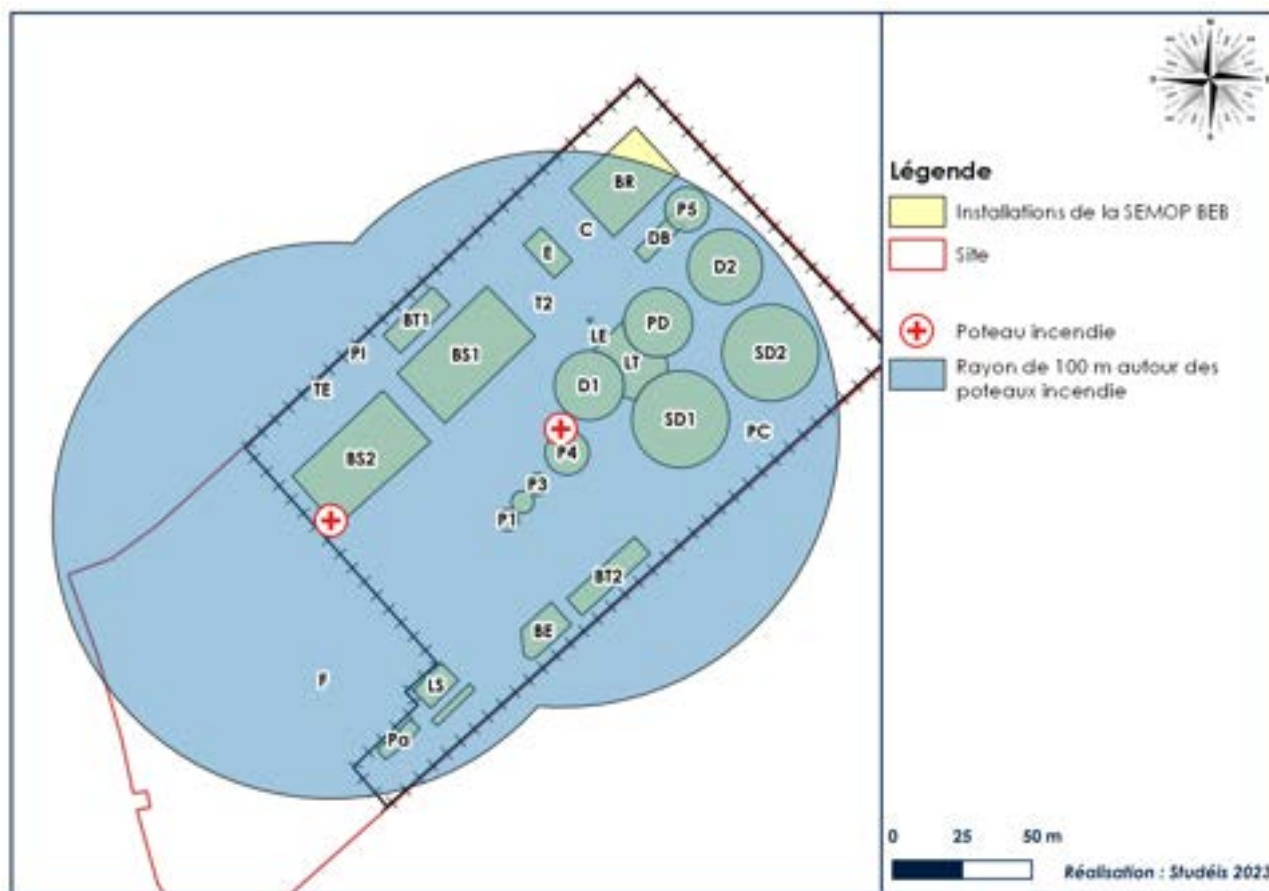 BR
P5
C
DB
E
D2
T2
BT1
PD
LE
PI
BS1
LT
SD2
D1
TE
SD1
PC
BS2
P4
P3
P1
BT2
BE
F
LS
Pa
Légende
Installations de la SEMOP BEB
Site
Poteau incendie
Rayon de 100 m autour des
poteaux incendie
0 25 50 m
Réalisation : Studéis 2023